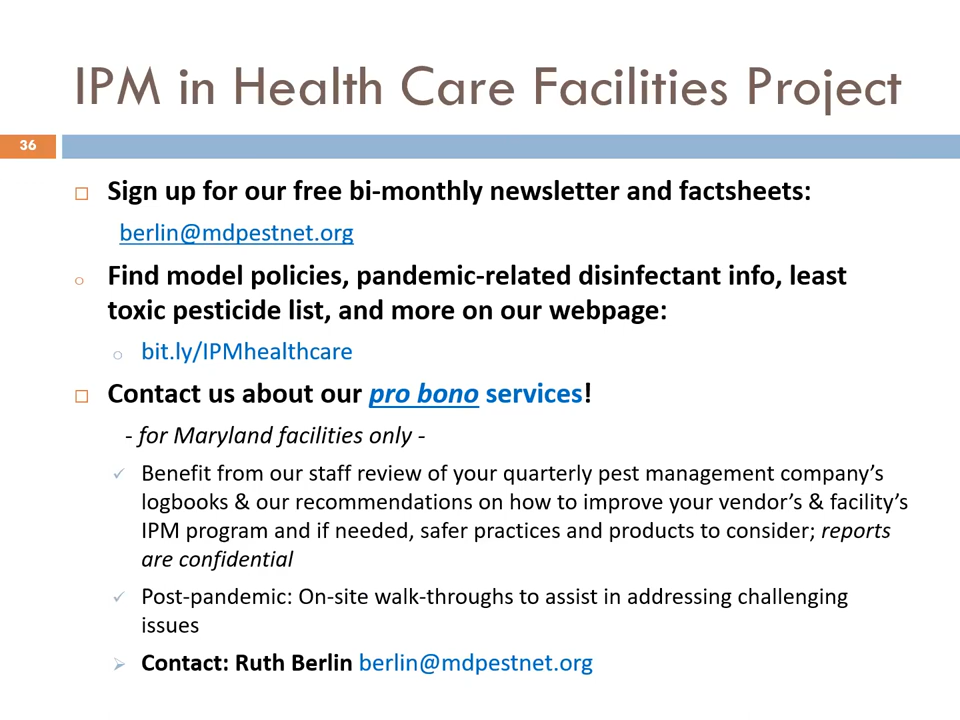 IPM in Health Care Facilities Project
36
Sign up for our free bi-monthly newsletter and factsheets:
berlin@mdpestnet.org
Find model policies, pandemic-related disinfectant info, least
toxic pesticide list, and more on our webpage:
bit.ly/IPMhealthcare
Contact us about our pro bono services!
- for Maryland facilities only -
Benefit from our staff review of your quarterly pest management company’s
logbooks & our recommendations on how to improve your vendor’s & facility’s
IPM program and if needed, safer practices and products to consider; reports
are confidential
Post-pandemic: On-site walk-throughs to assist in addressing challenging
issues
Contact: Ruth Berlin berlin@mdpestnet.org